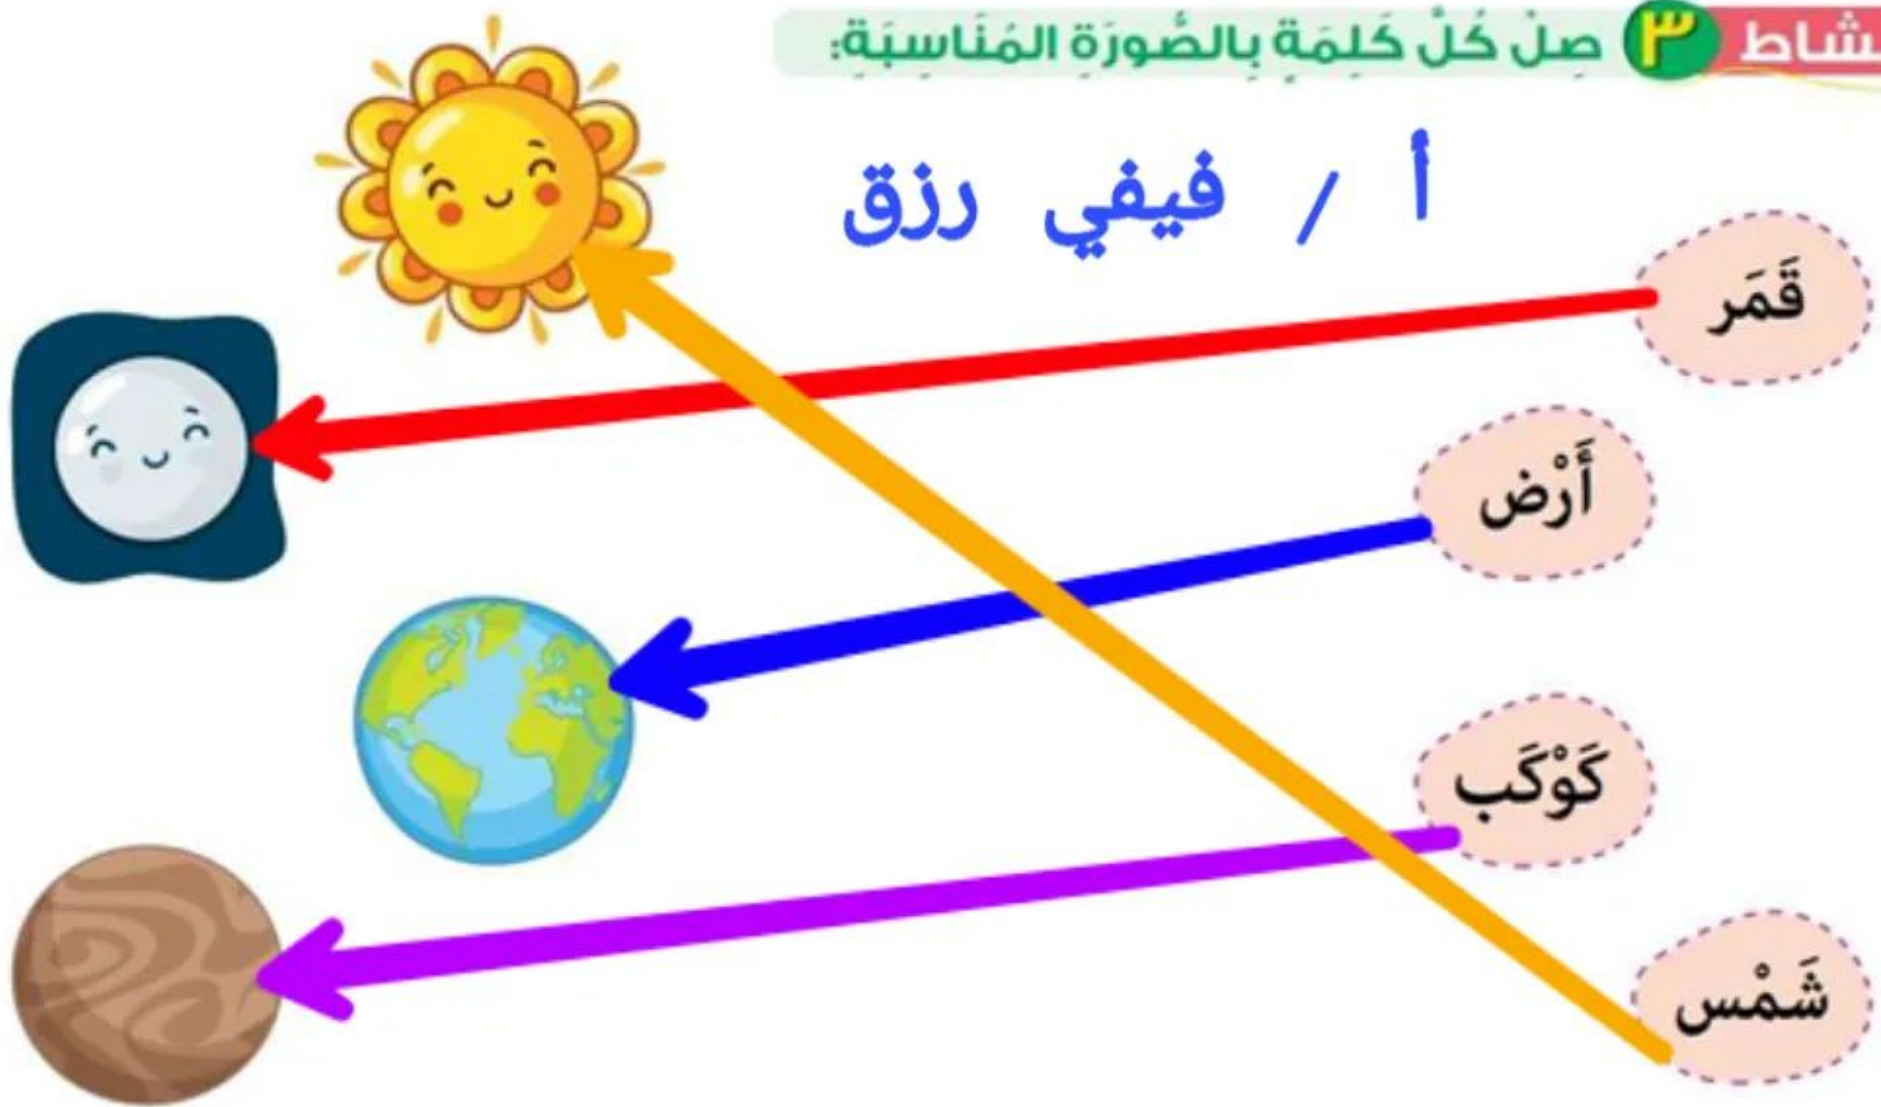 نشاط ٣ صِلْ كُلَّ كَلِمَةٍ بِالصُّورَةِ المُنَاسِبَةِ:
أ / فيفي رزق
قَمَر
أَرْض
كَوْكَب
شَمْس